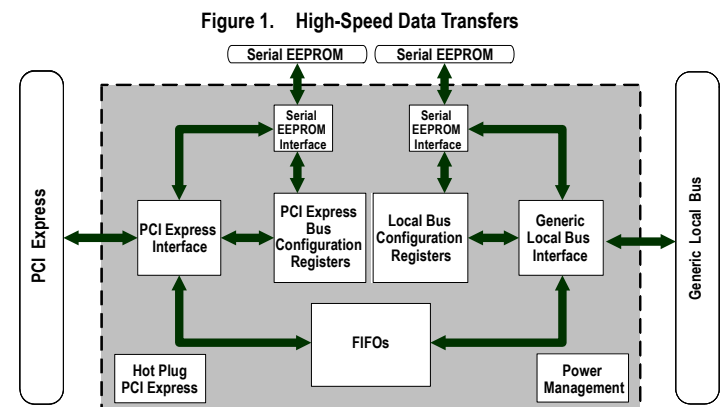 Figure 1. High-Speed Data Transfers
Serial EEPROM
Serial EEPROM
Serial
EEPROM
Interface
Serial
EEPROM
Interface
PCI Express
PCI Express
Interface
PCI Express
Bus
Configuration
Registers
Local Bus
Configuration
Registers
Generic
Local Bus
Interface
Generic Local Bus
FIFOs
Hot Plug
PCI Express
Power
Management